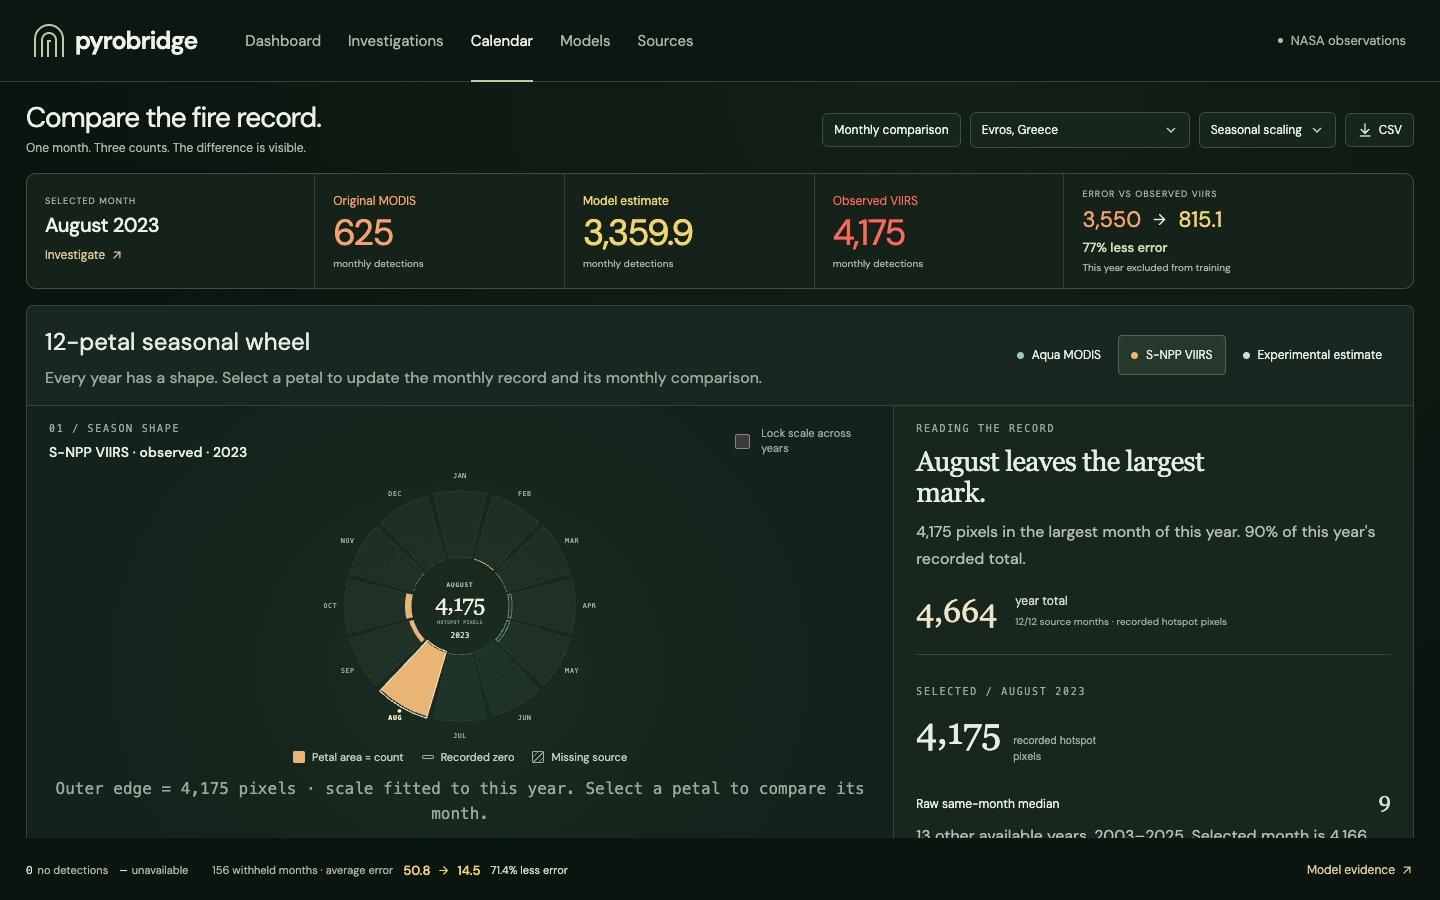 pyrobridge
Dashboard Investigations Calendar Models Sources
NASA observations
Compare the fire record.
One month. Three counts. The difference is visible.
Monthly comparison
Evros, Greece
Seasonal scaling
CSV
SELECTED MONTH
August 2023
Investigate ↗
Original MODIS
625
monthly detections
Model estimate
3,359.9
monthly detections
Observed VIIRS
4,175
monthly detections
ERROR VS OBSERVED VIIRS
3,550 → 815.1
77% less error
This year excluded from training
12-petal seasonal wheel
Every year has a shape. Select a petal to update the monthly record and its monthly comparison.
Aqua MODIS
S-NPP VIIRS
Experimental estimate
01 / SEASON SHAPE
S-NPP VIIRS · observed · 2023
Lock scale across
years
JAN
FEB
MAR
APR
MAY
JUN
JUL
AUG
SEP
OCT
NOV
DEC
AUGUST
4,175
HOTSPOT PIXELS
2023
Petal area = count
Recorded zero
Missing source
Outer edge = 4,175 pixels · scale fitted to this year. Select a petal to compare its
month.
READING THE RECORD
August leaves the largest
mark.
4,175 pixels in the largest month of this year. 90% of this year's
recorded total.
4,664
year total
12/12 source months · recorded hotspot pixels
SELECTED / AUGUST 2023
4,175
recorded hotspot
pixels
Raw same-month median
9
13 other available years, 2003–2025. Selected month is 4,166
0 no detections
— unavailable
156 withheld months · average error 50.8 → 14.5 71.4% less error
Model evidence ↗